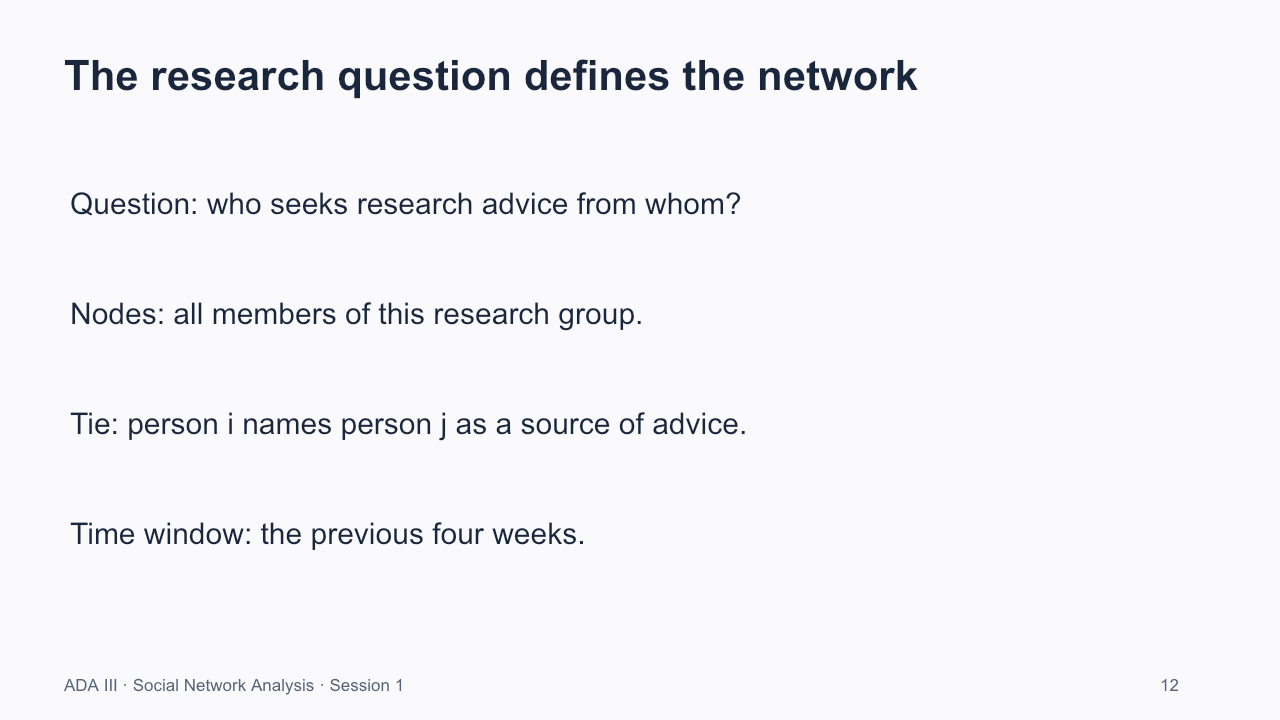 The research question defines the network
Question: who seeks research advice from whom?
Nodes: all members of this research group.
Tie: person i names person j as a source of advice.
Time window: the previous four weeks.
ADA III · Social Network Analysis · Session 1
12